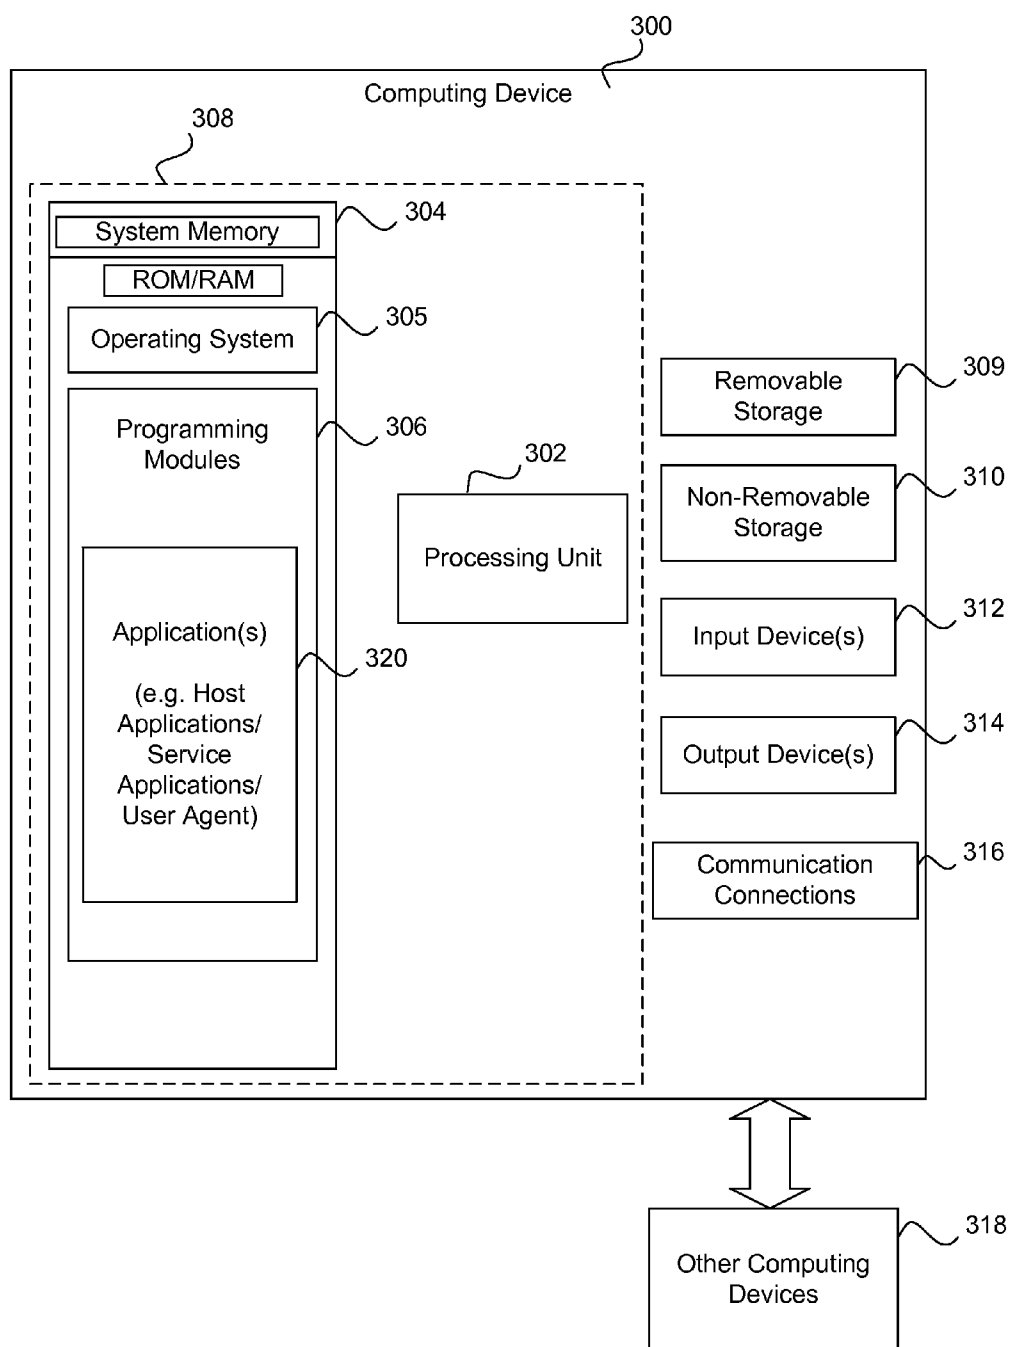 300
Computing Device
308
304
System Memory
ROM/RAM
305
Operating System
309
Removable
Storage
306
Programming
Modules
302
310
Non-Removable
Storage
Processing Unit
312
Input Device(s)
Application(s)
320
(e.g. Host
Applications/
Service
Applications/
User Agent)
314
Output Device(s)
316
Communication
Connections
318
Other Computing
Devices